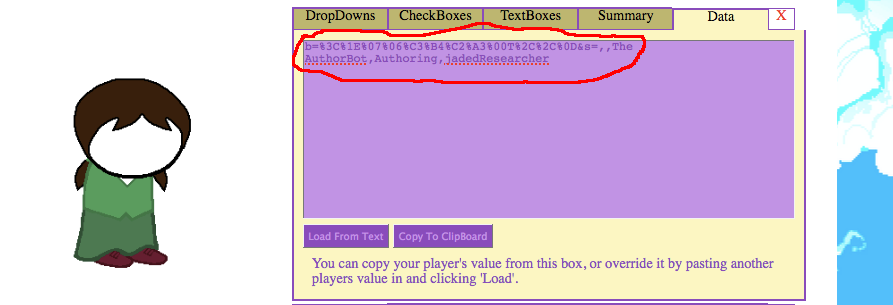 DropDowns CheckBoxes TextBoxes Summary Data X
b=%3C%1E%07%06%C3%B4%C2%A3%00T%2C%2C%0D&s=,,The
AuthorBot,Authoring,jadedResearcher
Load From Text Copy To ClipBoard
You can copy your player's value from this box, or override it by pasting another
players value in and clicking 'Load'.